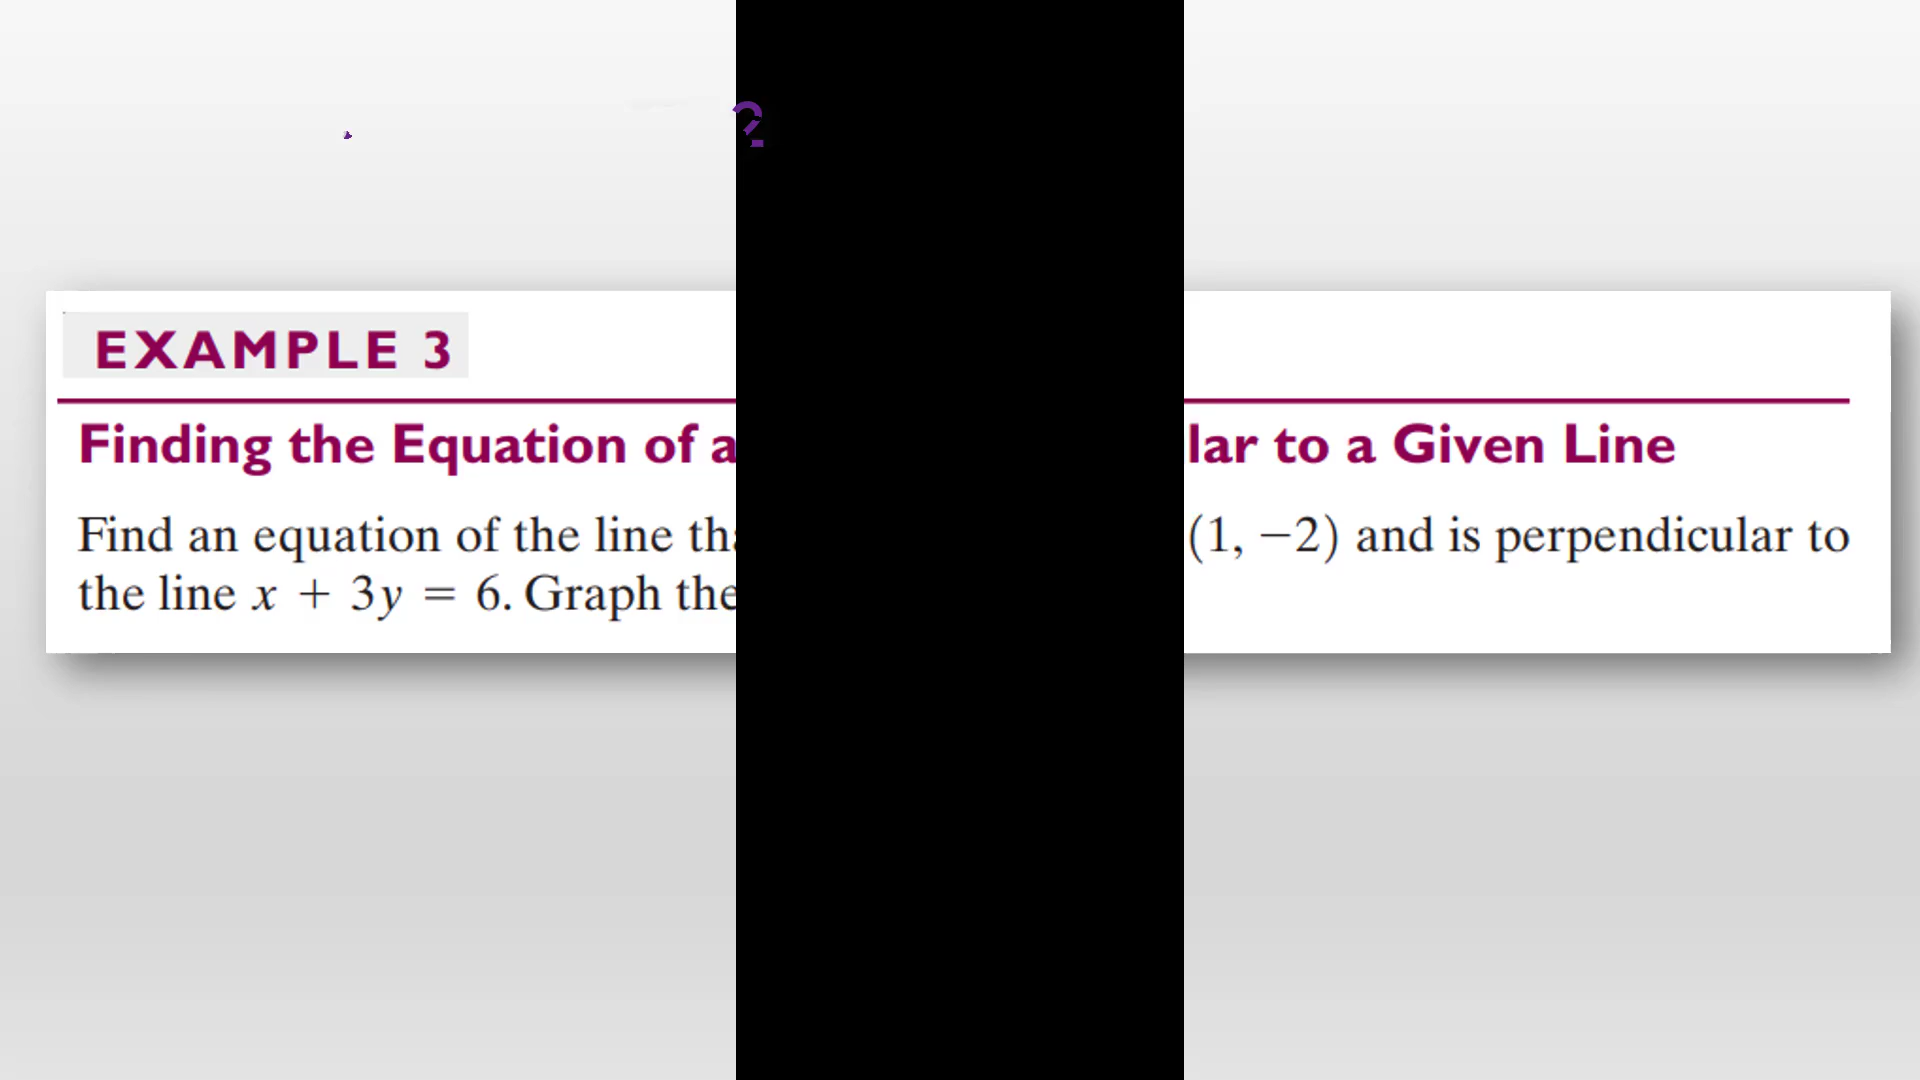 ?
EXAMPLE 3
Finding the Equation of a lar to a Given Line
Find an equation of the line (1, −2) and is perpendicular to
the line x + 3y = 6. Graph the